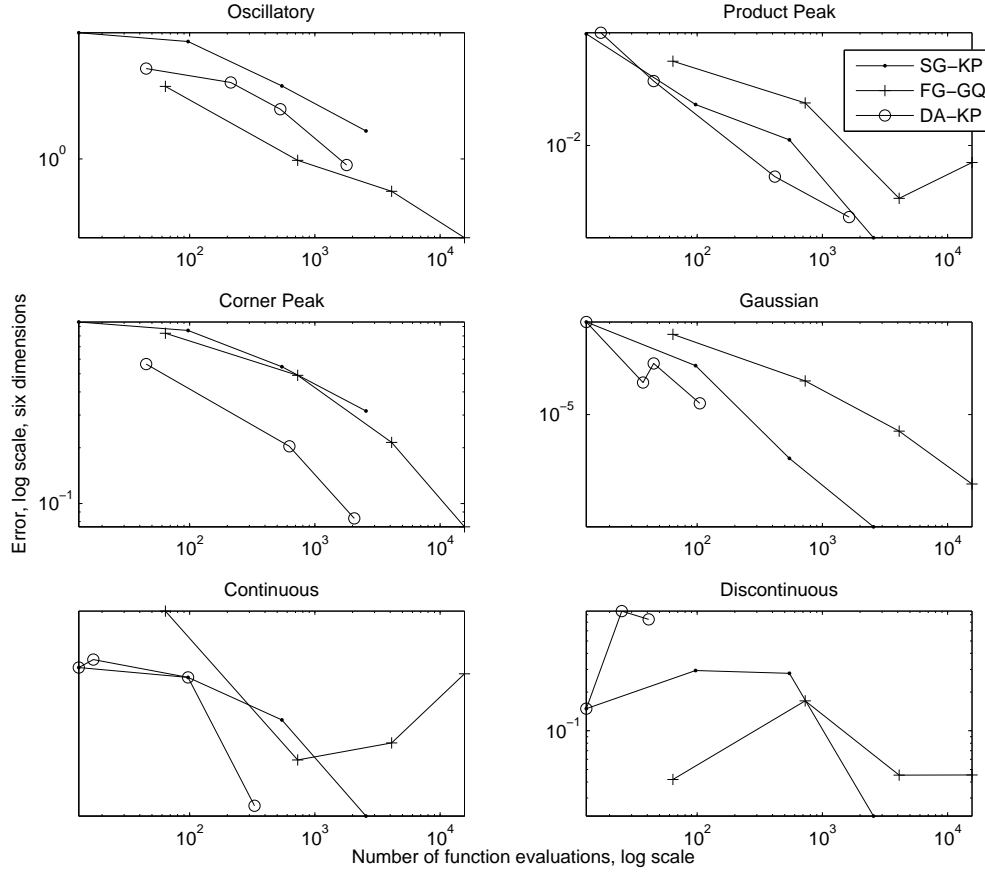 Oscillatory
10^0
10^2
10^3
10^4
Product Peak
SG−KP
FG−GQ
DA−KP
10^−2
10^2
10^3
10^4
Corner Peak
10^−1
10^2
10^3
10^4
Gaussian
10^−5
10^2
10^3
10^4
Error, log scale, six dimensions
Continuous
10^2
10^3
10^4
Discontinuous
10^−1
10^2
10^3
10^4
Number of function evaluations, log scale